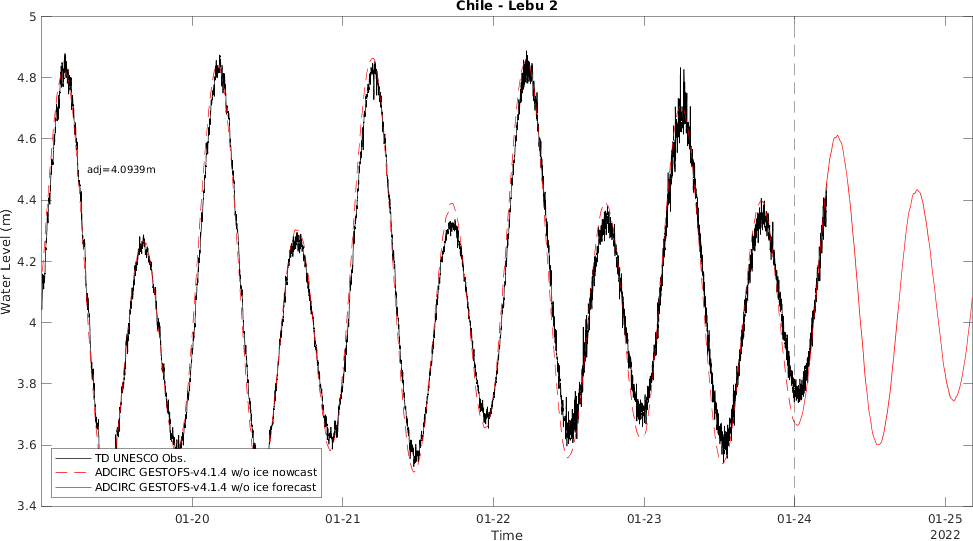 Chile - Lebu 2
Water Level (m)
5
4.8
4.6
4.4
4.2
4
3.8
3.6
3.4
adj=4.0939m
TD UNESCO Obs.
ADCIRC GESTOFS-v4.1.4 w/o ice nowcast
ADCIRC GESTOFS-v4.1.4 w/o ice forecast
01-20 01-21 01-22 01-23 01-24 01-25
2022
Time